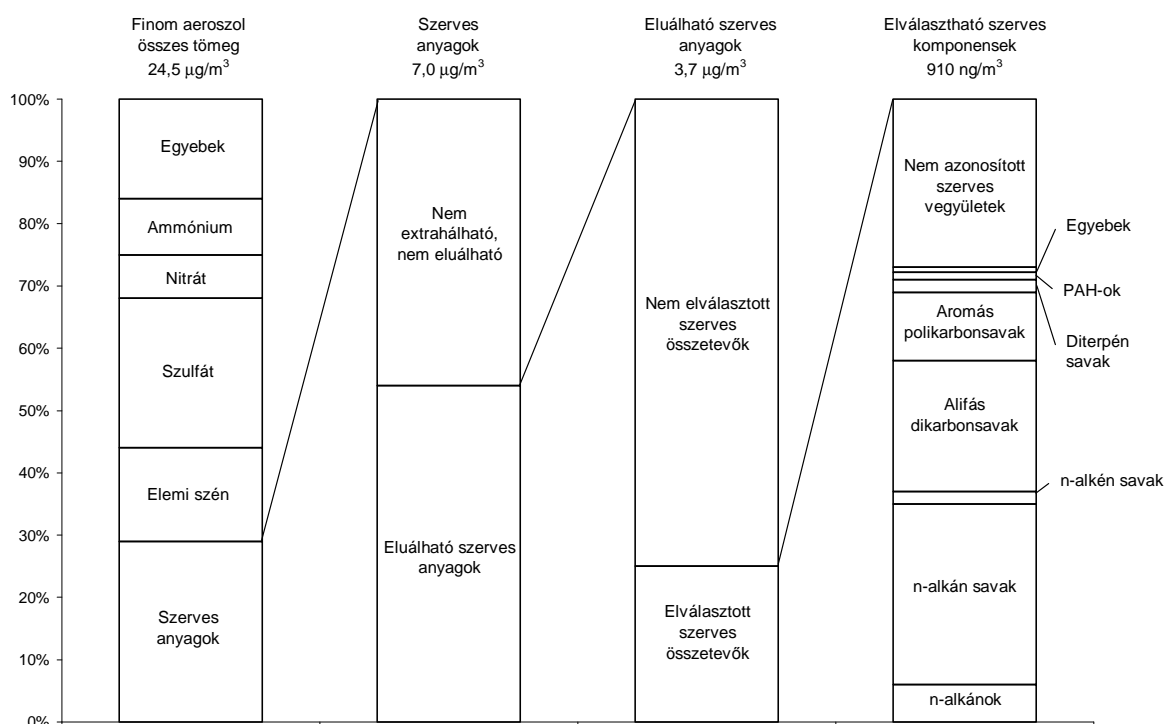 Finom aeroszol
összes tömeg
24,5 μg/m³
Szerves
anyagok
7,0 μg/m³
Eluálható szerves
anyagok
3,7 μg/m³
Elválasztható szerves
komponensek
910 ng/m³
100%
90%
80%
70%
60%
50%
40%
30%
20%
10%
0%
Egyebek
Ammónium
Nitrát
Szulfát
Elemi szén
Szerves
anyagok
Nem
extrahálható,
nem eluálható
Eluálható szerves
anyagok
Nem elválasztott
szerves
összetevők
Elválasztott
szerves
összetevők
Nem azonosított
szerves
vegyületek
Aromás
polikarbonsavak
Alifás
dikarbonsavak
n-alkán savak
n-alkánok
Egyebek
PAH-ok
Diterpén
savak
n-alkén savak